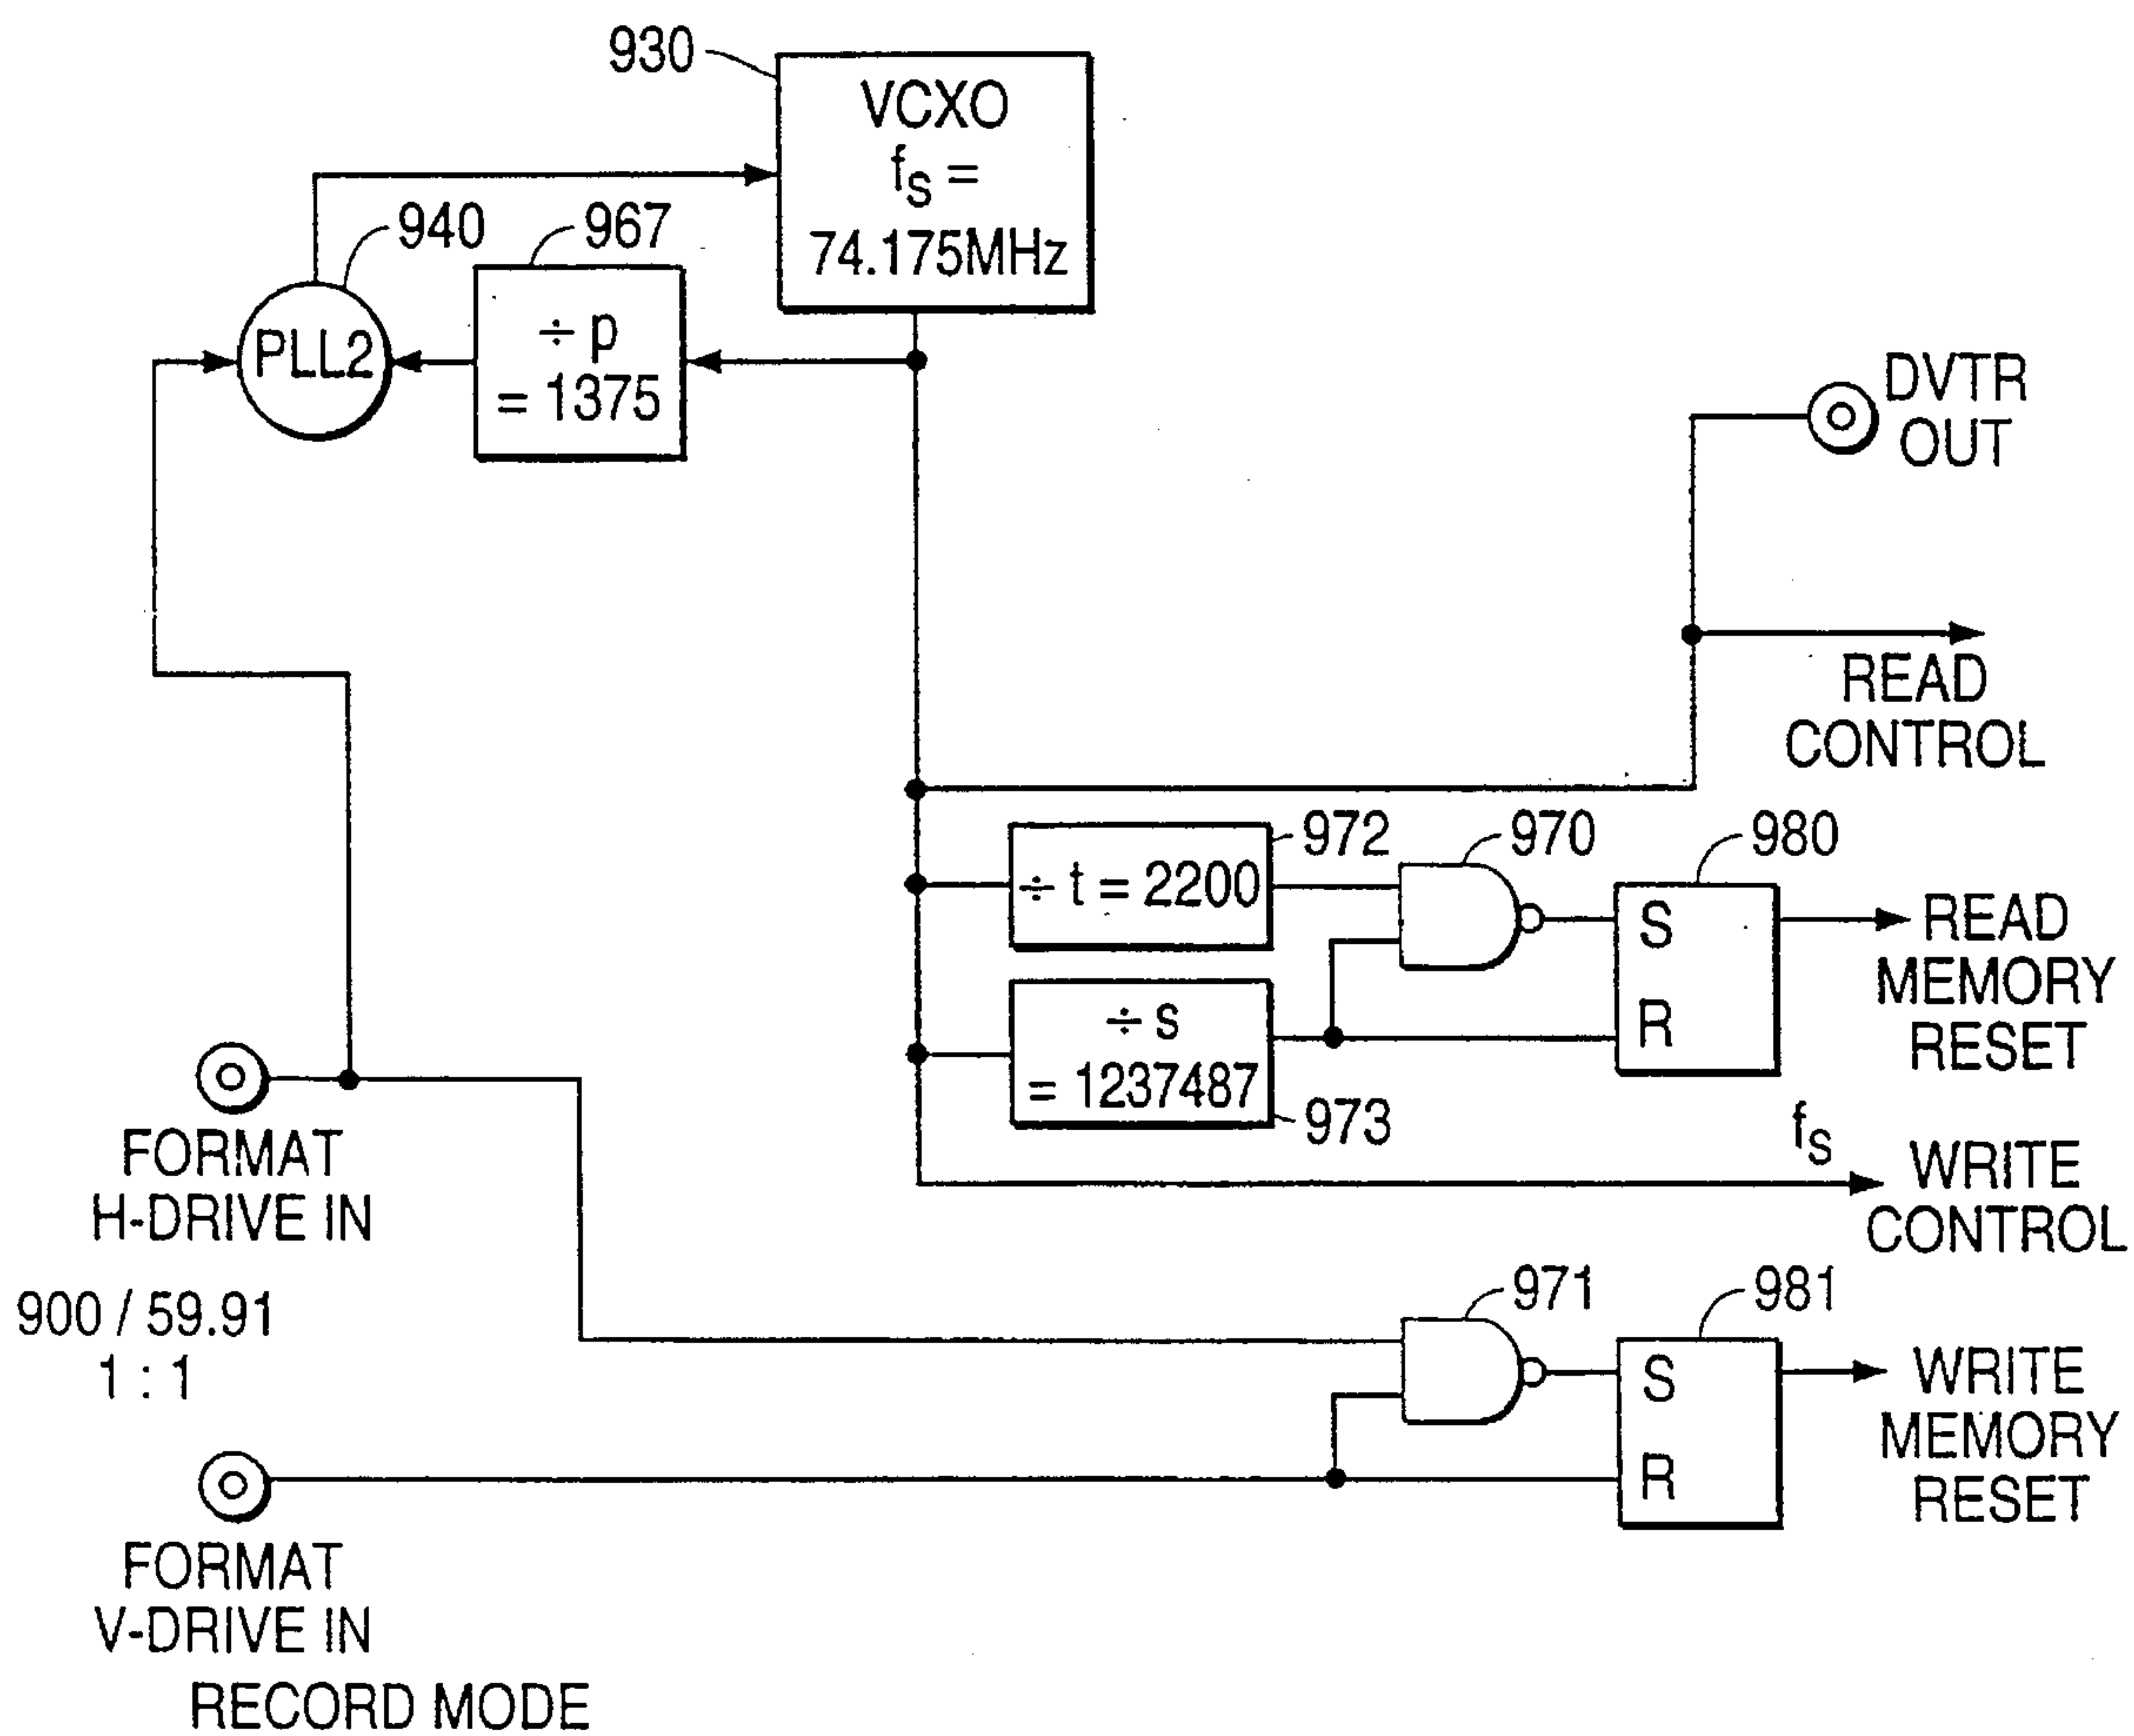 930
VCXO
fS =
74.175MHz
940
967
PLL2
÷ p
= 1375
DVTR
OUT
READ
CONTROL
972
970
980
÷ t = 2200
S
R
READ
MEMORY
RESET
÷ s
= 1237487
973
FORMAT
H-DRIVE IN
fS
WRITE
CONTROL
900 / 59.91
1 : 1
971
981
S
R
WRITE
MEMORY
RESET
FORMAT
V-DRIVE IN
RECORD MODE